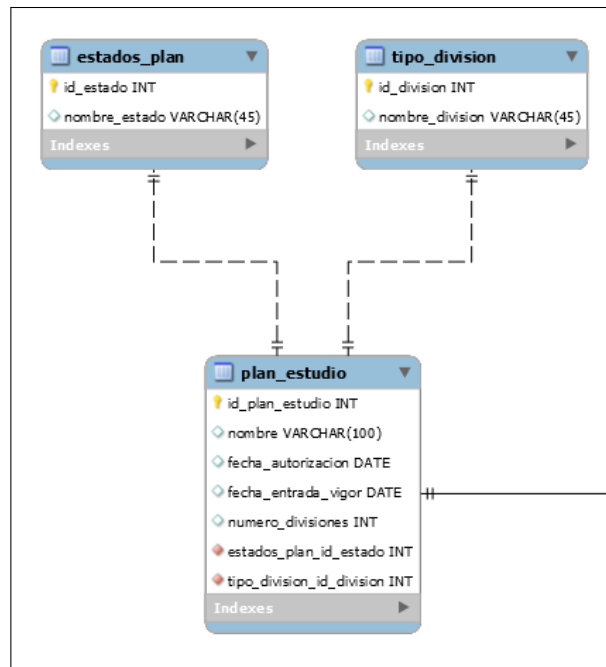 estados_plan
id_estado INT
nombre_estado VARCHAR(45)
Indexes
tipo_division
id_division INT
nombre_division VARCHAR(45)
Indexes
plan_estudio
id_plan_estudio INT
nombre VARCHAR(100)
fecha_autorizacion DATE
fecha_entrada_vigor DATE
numero_divisiones INT
estados_plan_id_estado INT
tipo_division_id_division INT
Indexes